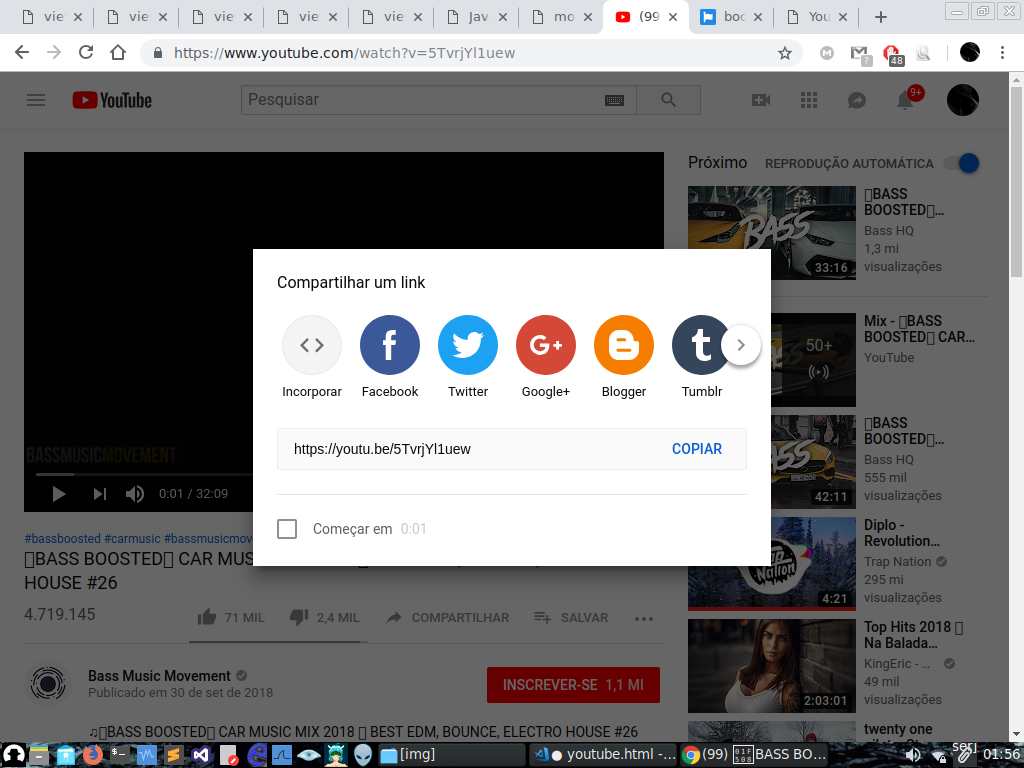 vie
vie
vie
vie
vie
Jav
mo
(99
boo
You
https://www.youtube.com/watch?v=5TvrjYl1uew
M
?
48
YouTube
Pesquisar
9+
Próximo
REPRODUÇÃO AUTOMÁTICA
BASS
33:16
BASS BOOSTED…
Bass HQ
1,3 mi
visualizações
Compartilhar um link
Incorporar
Facebook
Twitter
Google+
Blogger
Tumblr
https://youtu.be/5TvrjYl1uew
COPIAR
Começar em 0:01
50+
Mix - BASS
BOOSTED CAR…
YouTube
42:11
BASS
BOOSTED…
Bass HQ
555 mil
visualizações
BASSMUSICMOVEMENT
0:01 / 32:09
#bassboosted #carmusic #bassmusicmov
BASS BOOSTED CAR MUS
HOUSE #26
4.719.145
71 MIL
2,4 MIL
COMPARTILHAR
SALVAR
4:21
Diplo -
Revolution…
Trap Nation
295 mi
visualizações
2:03:01
Top Hits 2018
Na Balada…
KingEric - …
49 mil
visualizações
Bass Music Movement
Publicado em 30 de set de 2018
INSCREVER-SE 1,1 MI
♫BASS BOOSTED CAR MUSIC MIX 2018 BEST EDM, BOUNCE, ELECTRO HOUSE #26
twenty one
[img]
● youtube.html -...
(99) BASS BO...
serj
01:56